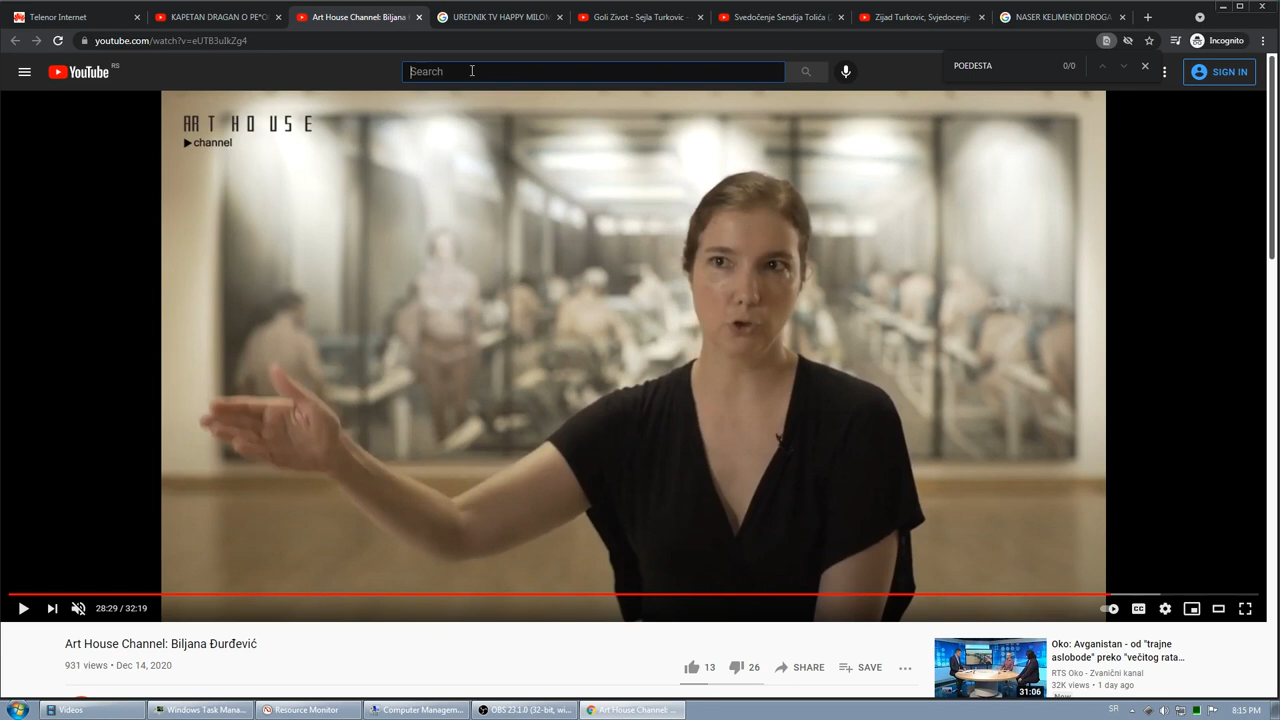 Telenor Internet
KAPETAN DRAGAN O PE*O
Art House Channel: Biljana Đ
UREDNIK TV HAPPY MILOM
Goli Zivot - Sejla Turkovic
Svedočenje Sendija Tolića (
Zijad Turkovic, Svjedocenje
NASER KELJMENDI DROGA
youtube.com/watch?v=eUTB3uIkZg4
Incognito
YouTube RS
Search
POEDESTA 0/0
SIGN IN
ART HOUSE
channel
28:29 / 32:19
CC
Art House Channel: Biljana Đurđević
931 views • Dec 14, 2020
13
26
SHARE
SAVE
31:06
Oko: Avganistan - od "trajne
aslobode" preko "večitog rata...
RTS Oko - Zvanični kanal
32K views • 1 day ago
New
Videos
Windows Task Mana...
Resource Monitor
Computer Managem...
OBS 23.1.0 (32-bit, wi...
Art House Channel: ...
SR
8:15 PM